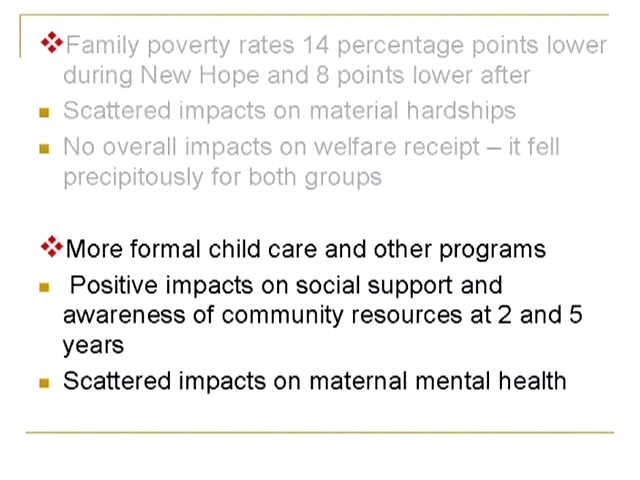 Family poverty rates 14 percentage points lower
during New Hope and 8 points lower after
Scattered impacts on material hardships
No overall impacts on welfare receipt – it fell
precipitously for both groups
More formal child care and other programs
Positive impacts on social support and
awareness of community resources at 2 and 5
years
Scattered impacts on maternal mental health